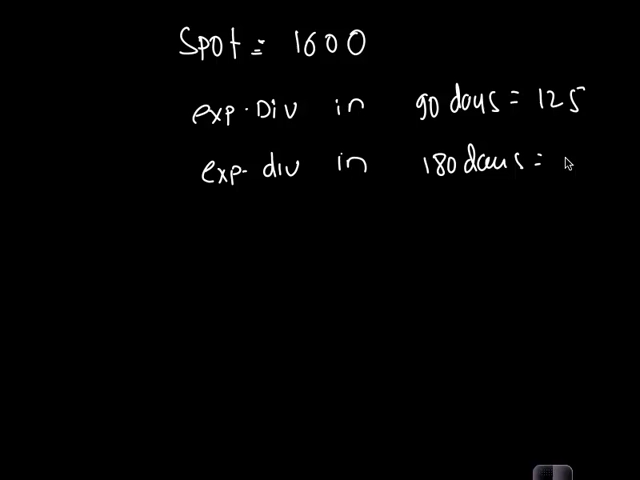 Spot = 1600
exp. Div in 90 days = 125
exp. div in 180 days =